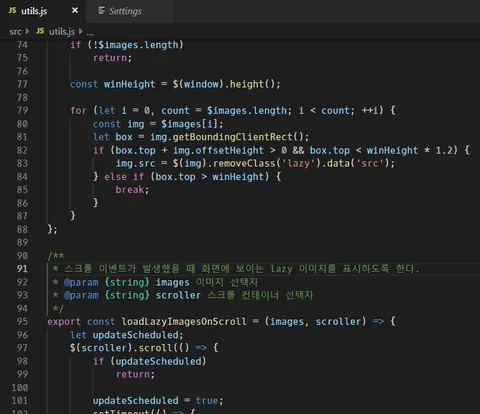 JS utils.js × Settings
src > JS utils.js > ...
74 if (!$images.length)
75 return;
76
77 const winHeight = $(window).height();
78
79 for (let i = 0, count = $images.length; i < count; ++i) {
80 const img = $images[i];
81 let box = img.getBoundingClientRect();
82 if (box.top + img.offsetHeight > 0 && box.top < winHeight * 1.2) {
83 img.src = $(img).removeClass('lazy').data('src');
84 } else if (box.top > winHeight) {
85 break;
86 }
87 }
88 };
89
90 /**
91 * 스크롤 이벤트가 발생했을 때 화면에 보이는 lazy 이미지를 표시하도록 한다.
92 * @param {string} images 이미지 선택자
93 * @param {string} scroller 스크롤 컨테이너 선택자
94 */
95 export const loadLazyImagesOnScroll = (images, scroller) => {
96 let updateScheduled;
97 $(scroller).scroll(() => {
98 if (updateScheduled)
99 return;
100
101 updateScheduled = true;
102 setTimeout(() => {